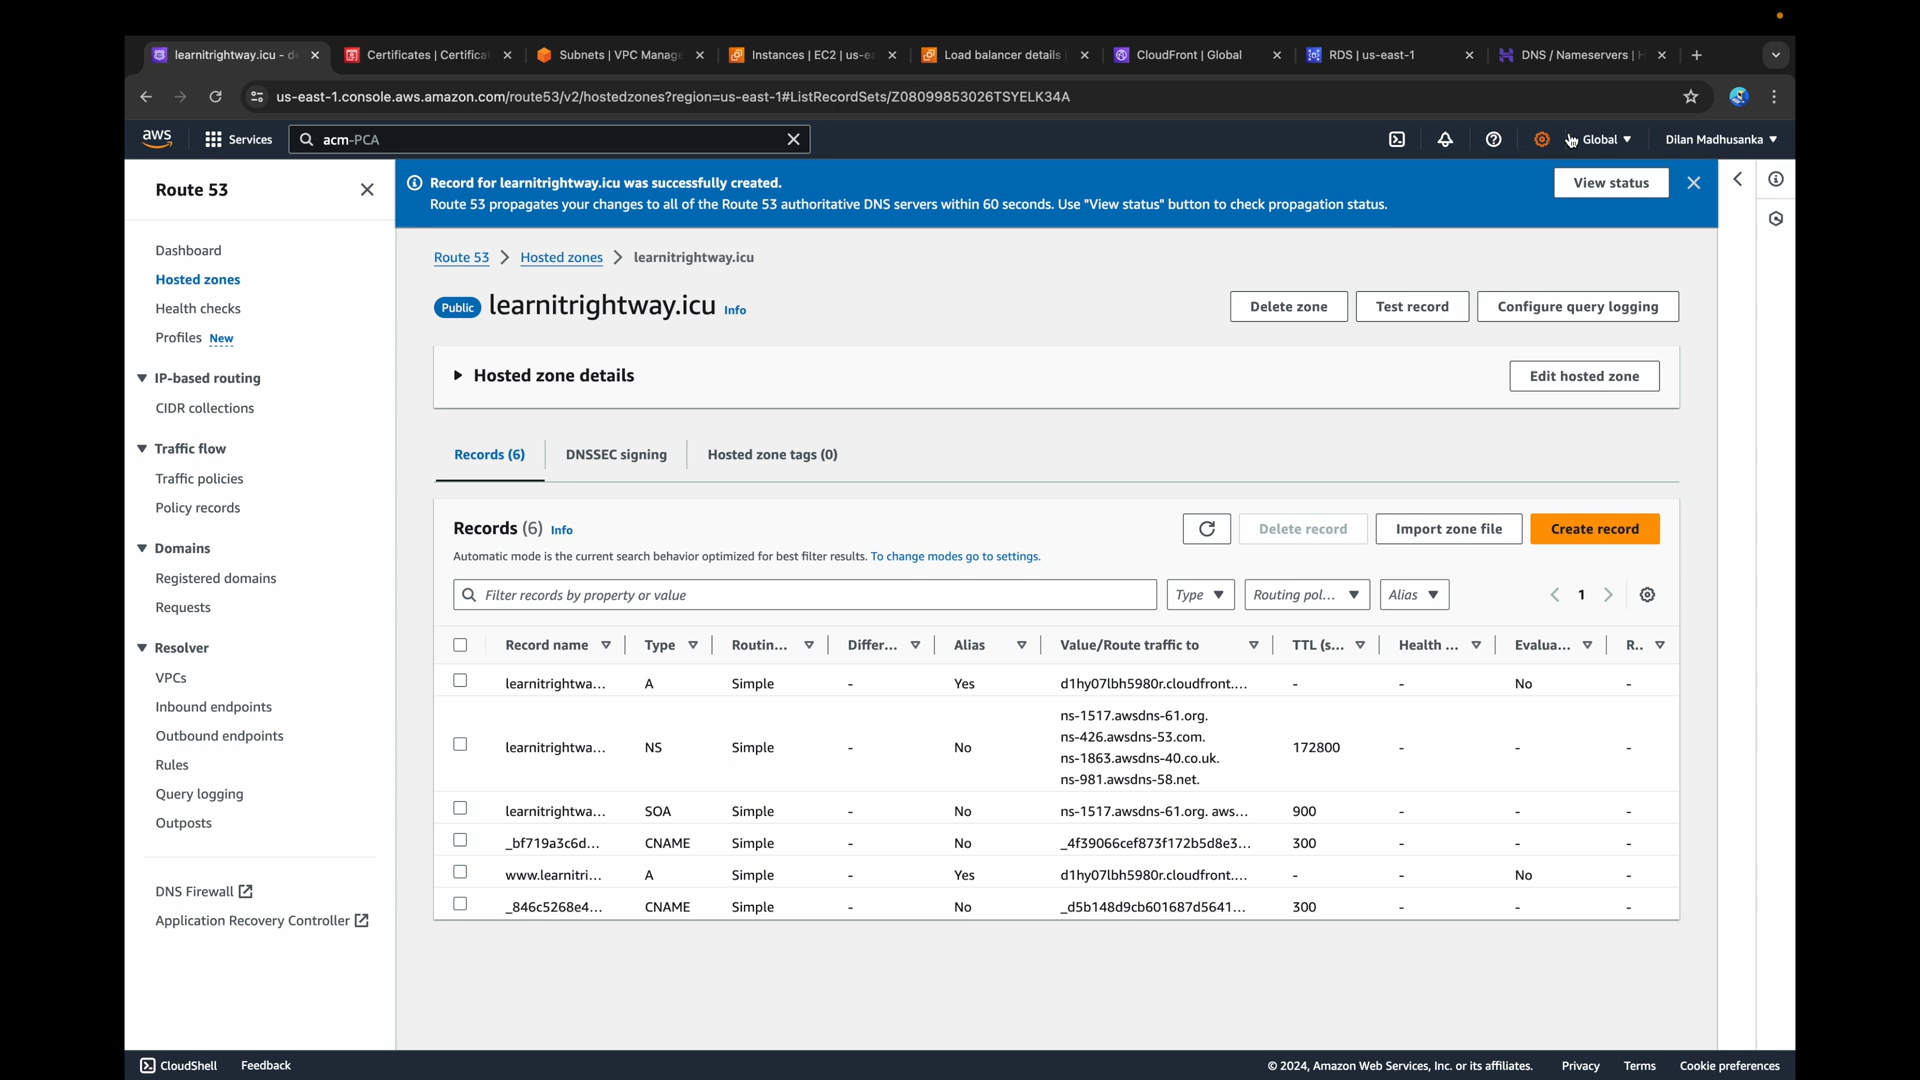 learnitrightway.icu - de
Certificates | Certificat
Subnets | VPC Manag
Instances | EC2 | us-ea
Load balancer details
CloudFront | Global
RDS | us-east-1
DNS / Nameservers | H
us-east-1.console.aws.amazon.com/route53/v2/hostedzones?region=us-east-1#ListRecordSets/Z08099853026TSYELK34A
aws
Services
acm-PCA
Global
Dilan Madhusanka
Route 53
Dashboard
Hosted zones
Health checks
Profiles New
IP-based routing
CIDR collections
Traffic flow
Traffic policies
Policy records
Domains
Registered domains
Requests
Resolver
VPCs
Inbound endpoints
Outbound endpoints
Rules
Query logging
Outposts
DNS Firewall
Application Recovery Controller
Record for learnitrightway.icu was successfully created.
Route 53 propagates your changes to all of the Route 53 authoritative DNS servers within 60 seconds. Use "View status" button to check propagation status.
View status
Route 53 > Hosted zones > learnitrightway.icu
Public learnitrightway.icu Info
Delete zone
Test record
Configure query logging
Hosted zone details
Edit hosted zone
Records (6)
DNSSEC signing
Hosted zone tags (0)
Records (6) Info
Delete record
Import zone file
Create record
Automatic mode is the current search behavior optimized for best filter results. To change modes go to settings.
Filter records by property or value
Type
Routing pol...
Alias
1
Record name Type Routin... Differ... Alias Value/Route traffic to TTL (s... Health ... Evalua... R..
learnitrightwa... A Simple - Yes d1hy07lbh5980r.cloudfront.... - - No -
ns-1517.awsdns-61.org.
ns-426.awsdns-53.com.
learnitrightwa... NS Simple - No 172800 - - -
ns-1863.awsdns-40.co.uk.
ns-981.awsdns-58.net.
learnitrightwa... SOA Simple - No ns-1517.awsdns-61.org. aws... 900 - - -
_bf719a3c6d... CNAME Simple - No _4f39066cef873f172b5d8e3... 300 - - -
www.learnitri... A Simple - Yes d1hy07lbh5980r.cloudfront.... - - No -
_846c5268e4... CNAME Simple - No _d5b148d9cb601687d5641... 300 - - -
CloudShell
Feedback
© 2024, Amazon Web Services, Inc. or its affiliates.
Privacy
Terms
Cookie preferences